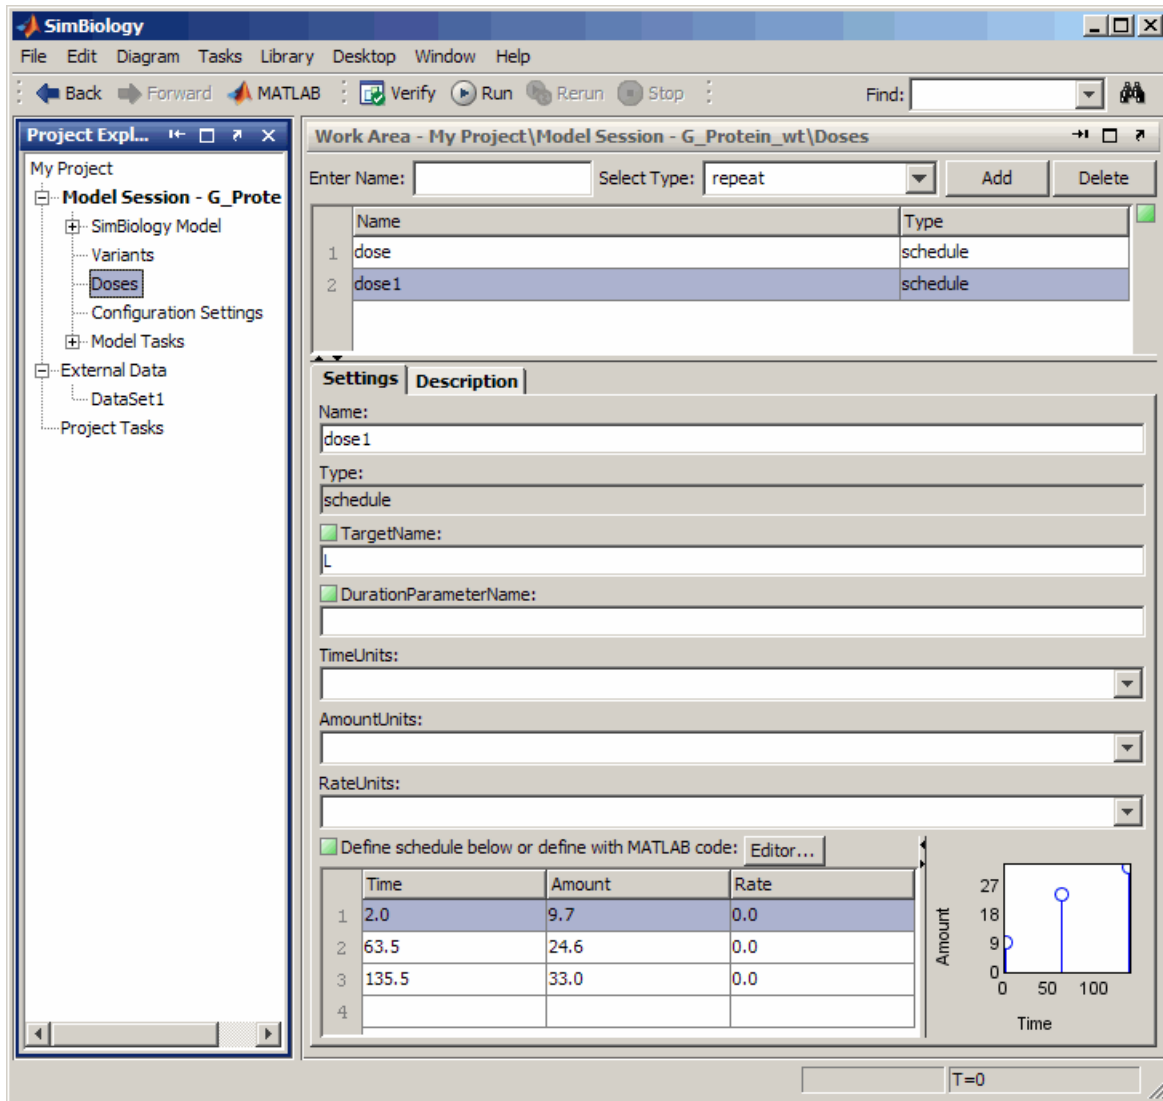 SimBiology
File Edit Diagram Tasks Library Desktop Window Help
Back Forward MATLAB Verify Run Rerun Stop Find:
Project Expl...
My Project
Model Session - G_Prote
SimBiology Model
Variants
Doses
Configuration Settings
Model Tasks
External Data
DataSet1
Project Tasks
Work Area - My Project\Model Session - G_Protein_wt\Doses
Enter Name: Select Type: repeat Add Delete
Name Type
1 dose schedule
2 dose1 schedule
Settings Description
Name:
dose1
Type:
schedule
TargetName:
L
DurationParameterName:
TimeUnits:
AmountUnits:
RateUnits:
Define schedule below or define with MATLAB code: Editor...
Time Amount Rate
1 2.0 9.7 0.0
2 63.5 24.6 0.0
3 135.5 33.0 0.0
4
Amount
27
18
9
0
0 50 100
Time
T=0